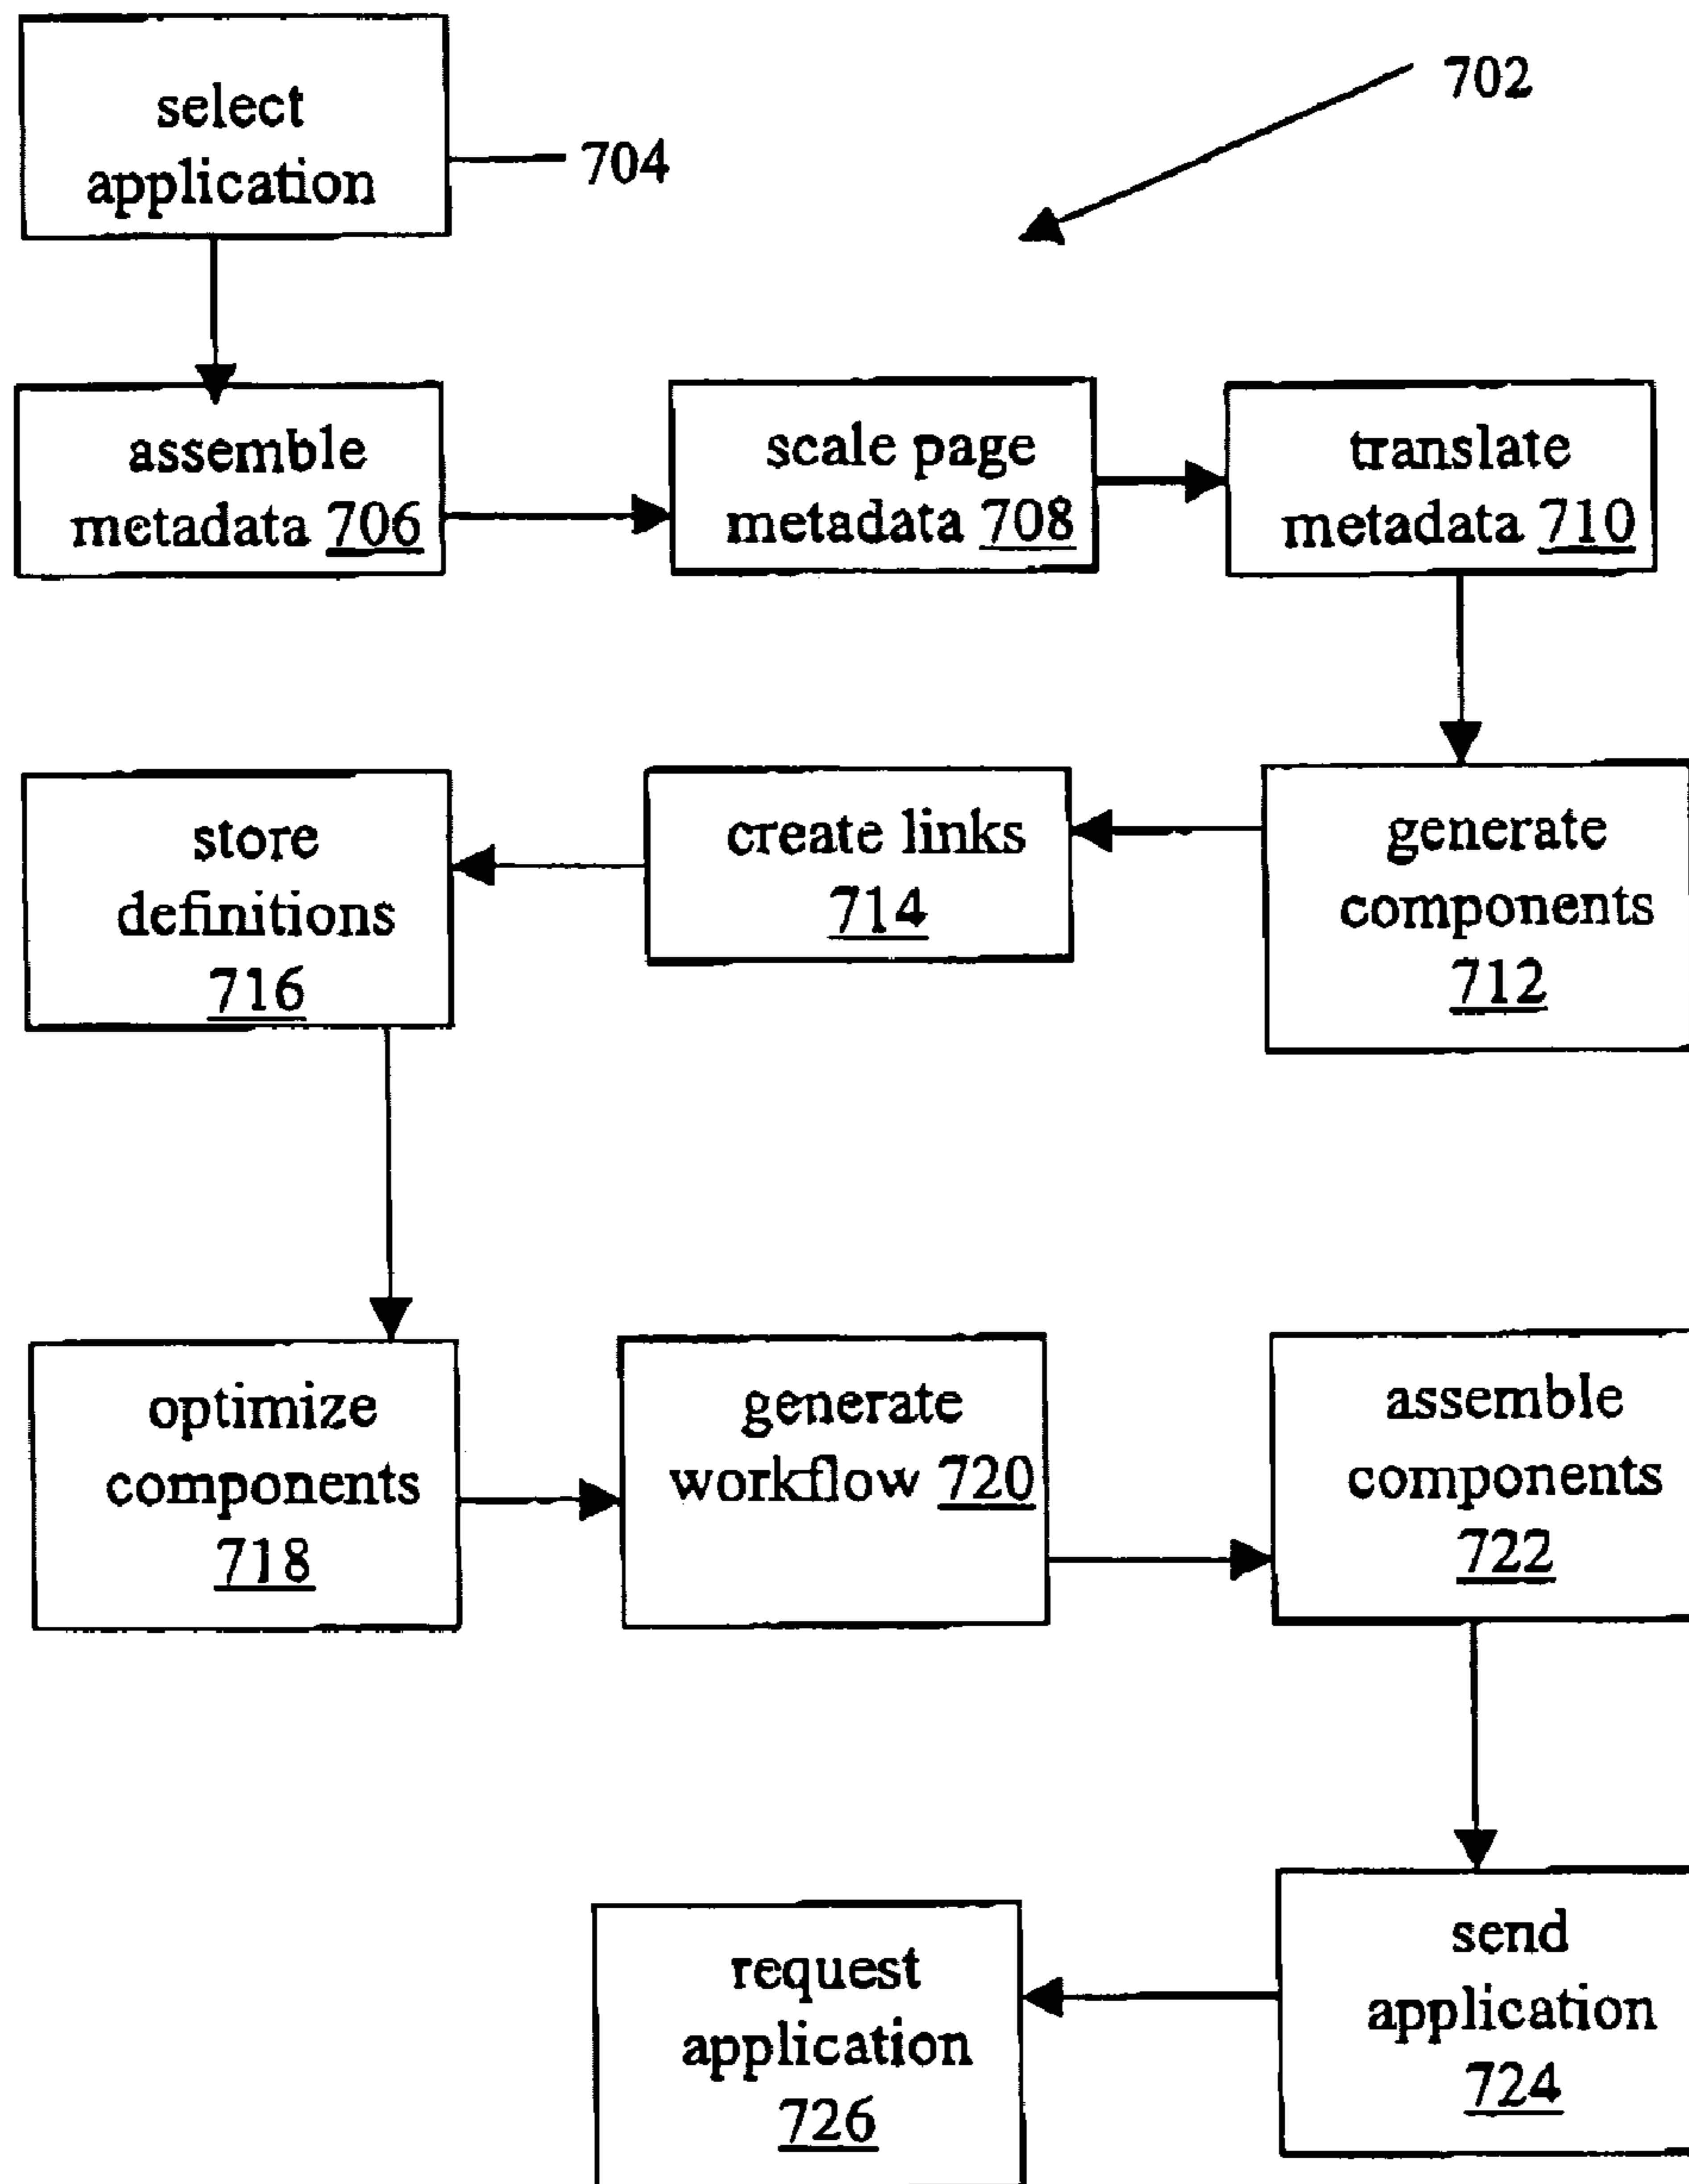 select
application
704
702
assemble
metadata 706
scale page
metadata 708
translate
metadata 710
generate
components
712
create links
714
store
definitions
716
optimize
components
718
generate
workflow 720
assemble
components
722
send
application
724
request
application
726